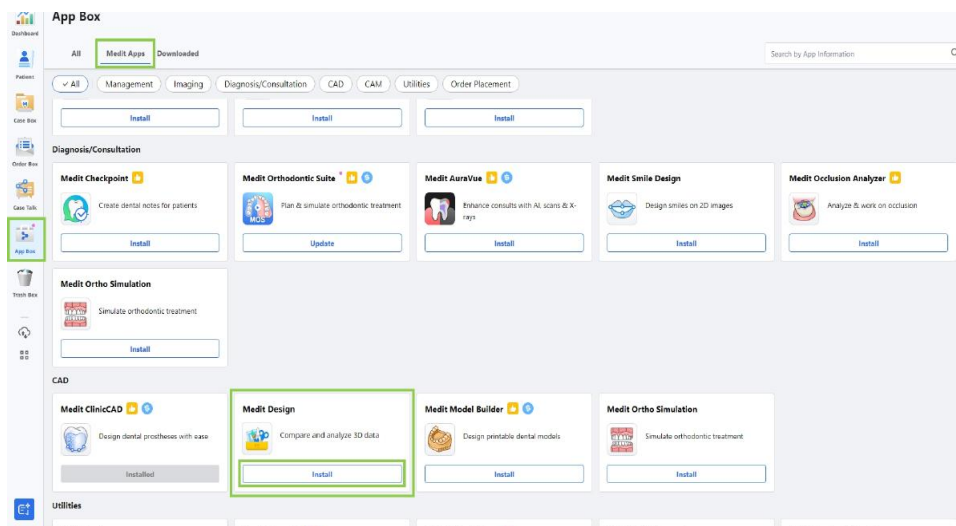 App Box
Dashboard
All Medit Apps Downloaded
Search by App Information
Patient
All Management Imaging Diagnosis/Consultation CAD CAM Utilities Order Placement
Case Box
Install Install Install
Order Box
Diagnosis/Consultation
Medit Checkpoint Medit Orthodontic Suite Medit AuraVue Medit Smile Design Medit Occlusion Analyzer
Create dental notes for patients Plan & simulate orthodontic treatment Enhance consults with AI, scans & X-
rays Design smiles on 2D images Analyze & work on occlusion
MOS
Case Talk
Install Update Install Install Install
App Box
Medit Ortho Simulation
Trash Box
Simulate orthodontic treatment
Install
CAD
Medit ClinicCAD Medit Design Medit Model Builder Medit Ortho Simulation
Design dental prostheses with ease Compare and analyze 3D data Design printable dental models Simulate orthodontic treatment
Installed Install Install Install
Utilities